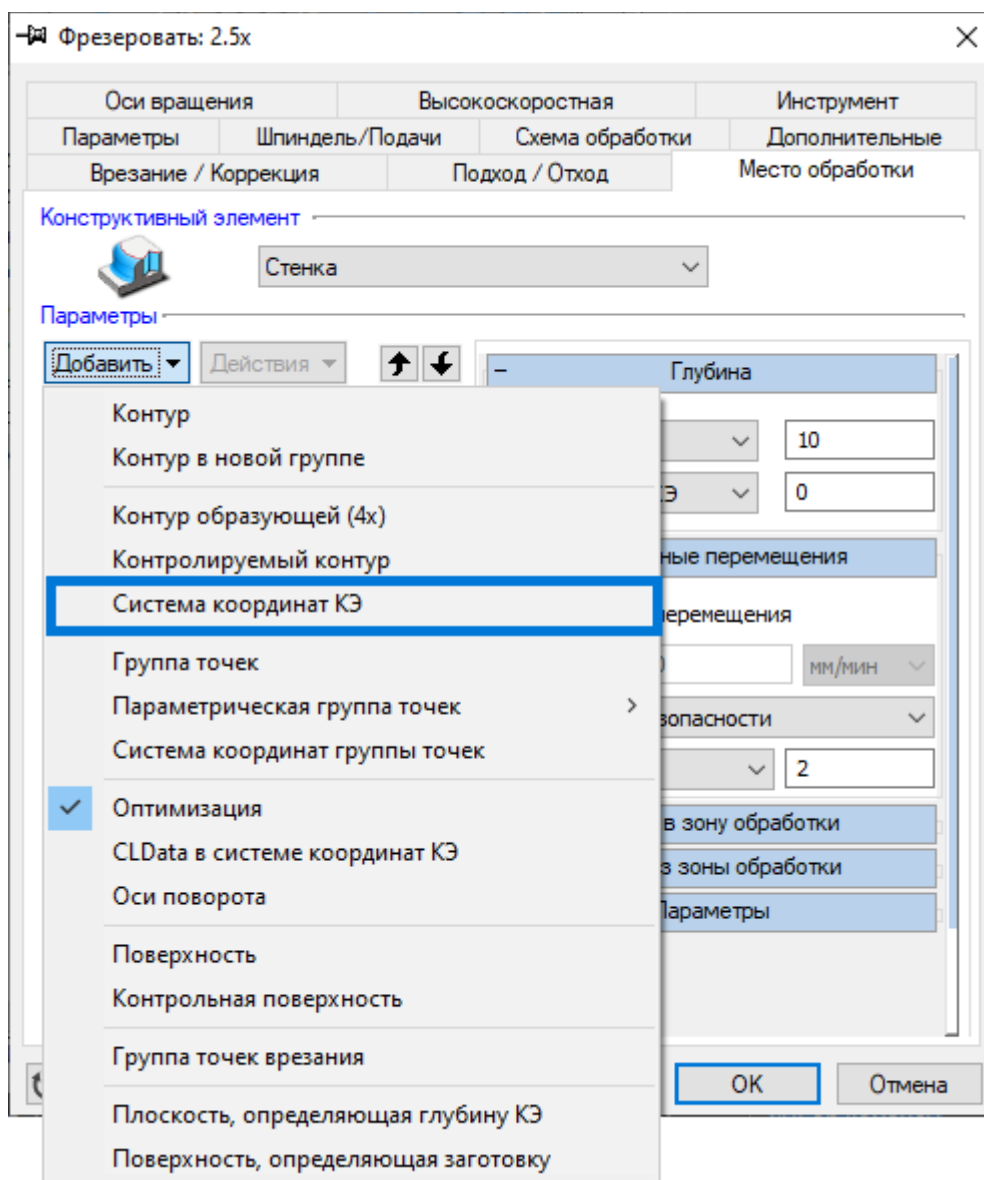 Фрезеровать: 2.5x
Оси вращения
Высокоскоростная
Инструмент
Параметры
Шпиндель/Подачи
Схема обработки
Дополнительные
Врезание / Коррекция
Подход / Отход
Место обработки
Конструктивный элемент
Стенка
Параметры
Добавить
Действия
Глубина
Контур
10
Контур в новой группе
КЭ
0
Контур образующей (4x)
Контролируемый контур
ные перемещения
Система координат КЭ
перемещения
Группа точек
мм/мин
Параметрическая группа точек
зопасности
Система координат группы точек
2
Оптимизация
в зону обработки
CLData в системе координат КЭ
з зоны обработки
Оси поворота
Параметры
Поверхность
Контрольная поверхность
Группа точек врезания
OK
Отмена
Плоскость, определяющая глубину КЭ
Поверхность, определяющая заготовку